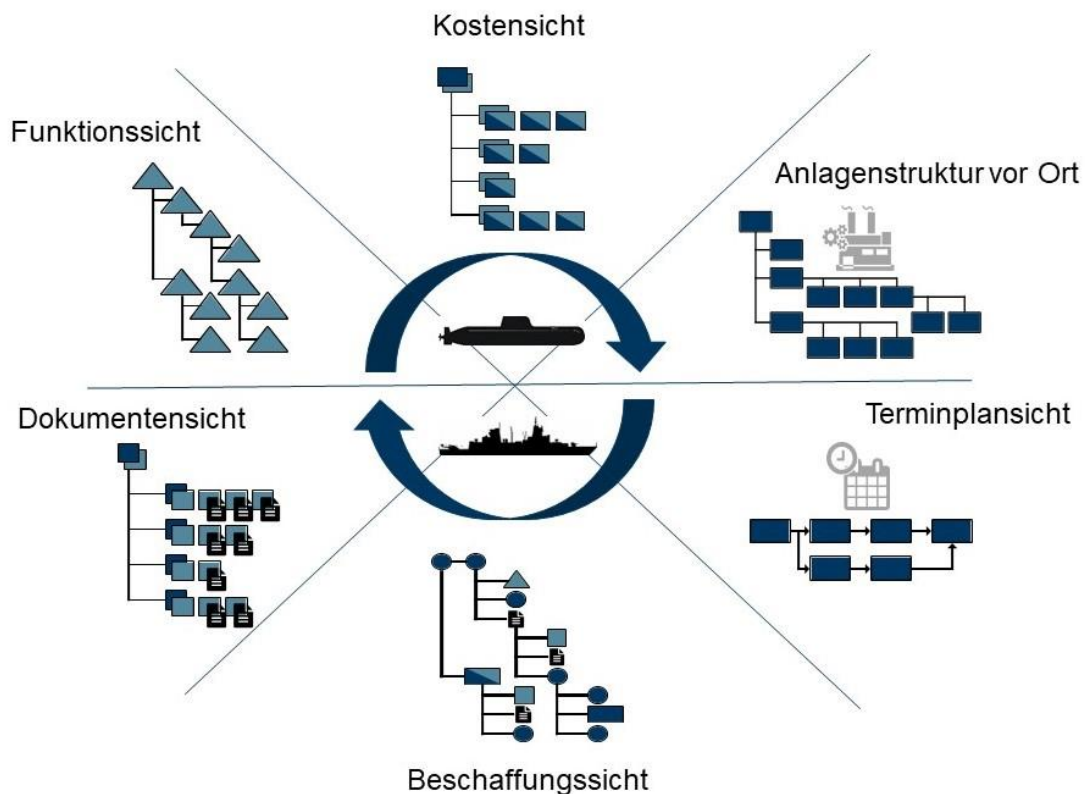 Kostensicht
Funktionssicht
Anlagenstruktur vor Ort
Dokumentensicht
Terminplansicht
Beschaffungssicht